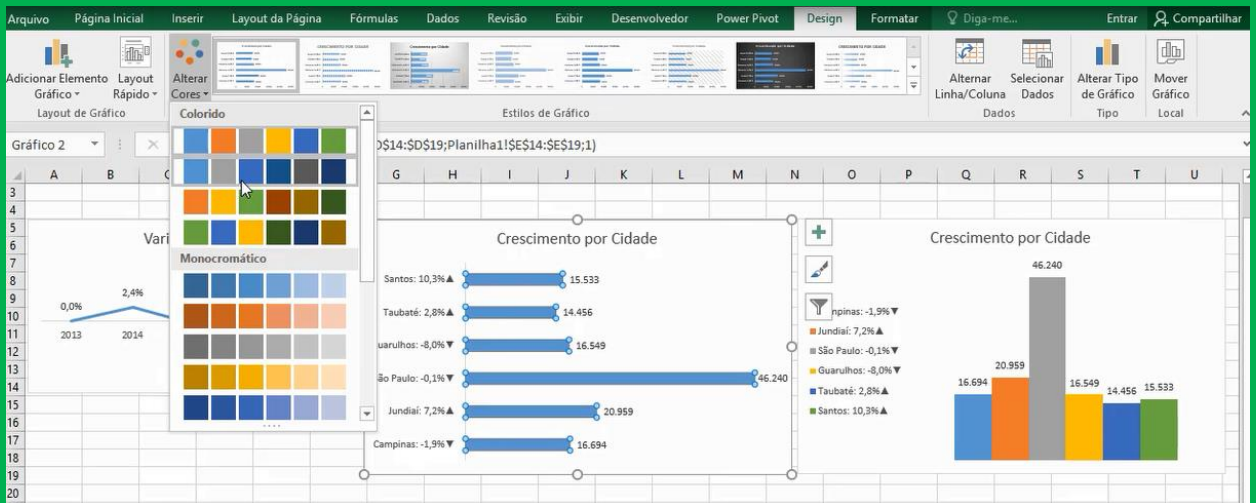 Arquivo Página Inicial Inserir Layout da Página Fórmulas Dados Revisão Exibir Desenvolvedor Power Pivot Design Formatar Diga-me... Entrar Compartilhar
Adicionar Elemento Gráfico
Layout Rápido
Alterar Cores
Alternar Linha/Coluna
Selecionar Dados
Alterar Tipo de Gráfico
Mover Gráfico
Layout de Gráfico Estilos de Gráfico Dados Tipo Local
Colorido
Monocromático
Gráfico 2
D$14:$D$19;Planilha1!$E$14:$E$19;1)
A B G H I J K L M N O P Q R S T U
3
4
5
6
7
8
9
10
11
12
13
14
15
16
17
18
19
20
Vari
0,0%
2,4%
2013 2014
Crescimento por Cidade
Santos: 10,3%▲ 15.533
Taubaté: 2,8%▲ 14.456
uarulhos: -8,0%▼ 16.549
ão Paulo: -0,1%▼ 46.240
Jundiaí: 7,2%▲ 20.959
Campinas: -1,9%▼ 16.694
Crescimento por Cidade
npinas: -1,9%▼
Jundiaí: 7,2%▲
São Paulo: -0,1%▼
Guarulhos: -8,0%▼
Taubaté: 2,8%▲
Santos: 10,3%▲
16.694 20.959 46.240 16.549 14.456 15.533